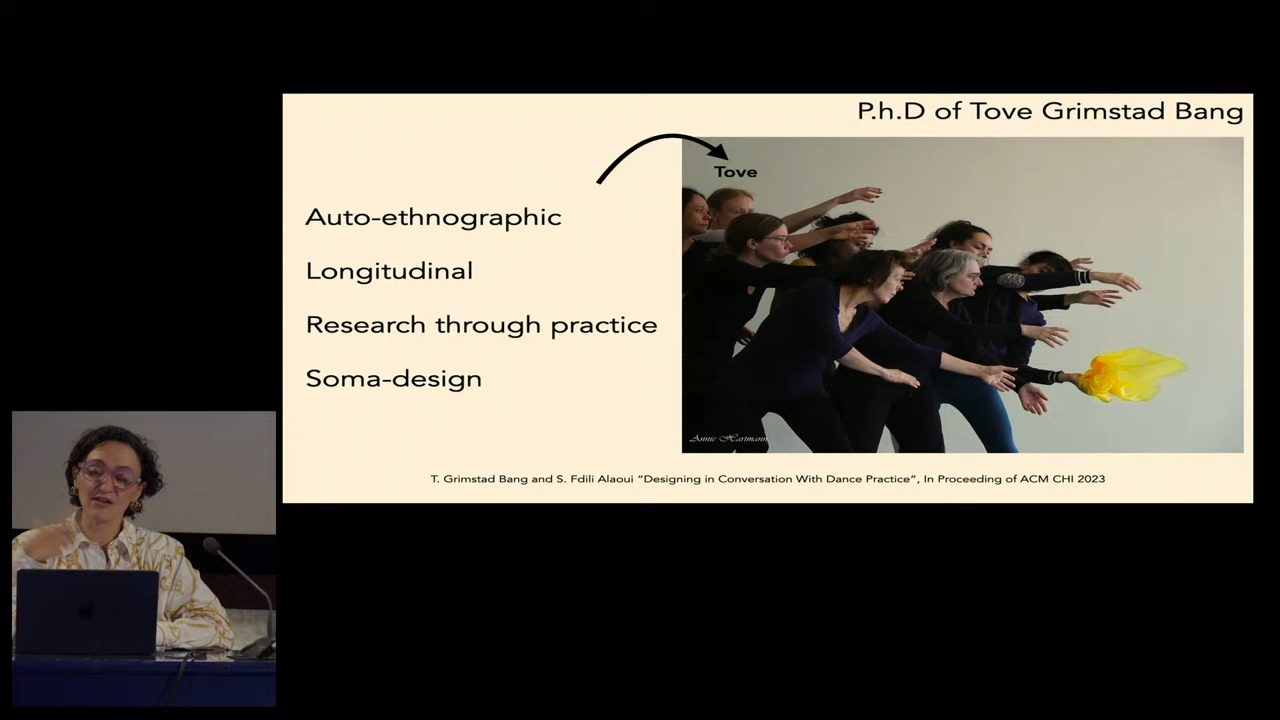 P.h.D of Tove Grimstad Bang
Tove
Auto-ethnographic
Longitudinal
Research through practice
Soma-design
Annie Hartmann
T. Grimstad Bang and S. Fdili Alaoui “Designing in Conversation With Dance Practice”, In Proceeding of ACM CHI 2023